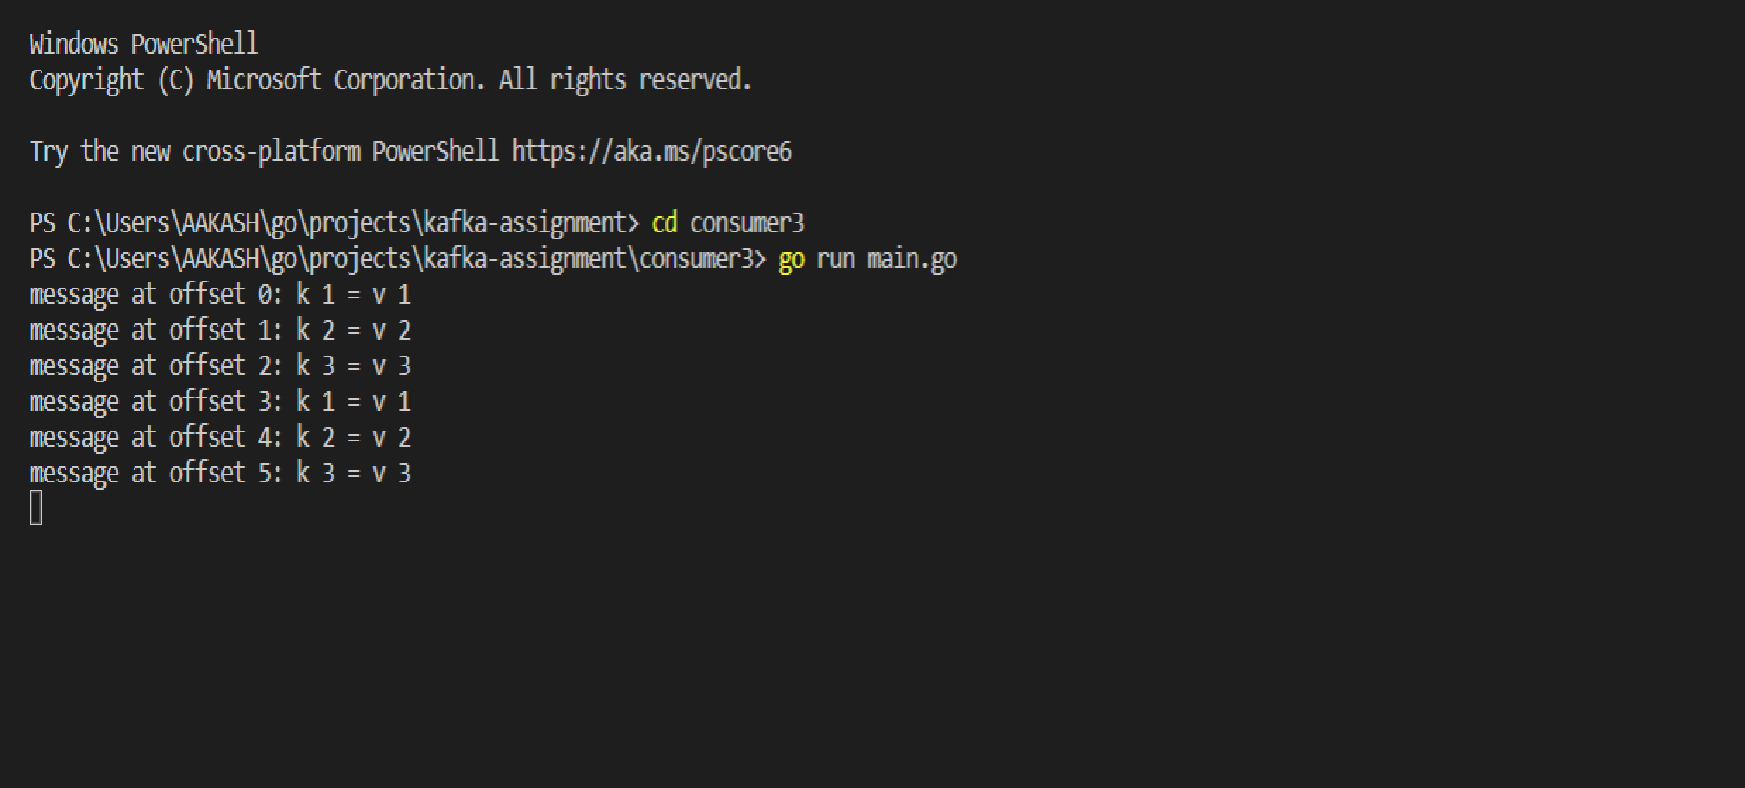 Windows PowerShell
Copyright (C) Microsoft Corporation. All rights reserved.
Try the new cross-platform PowerShell https://aka.ms/pscore6
PS C:\Users\AAKASH\go\projects\kafka-assignment> cd consumer3
PS C:\Users\AAKASH\go\projects\kafka-assignment\consumer3> go run main.go
message at offset 0: k 1 = v 1
message at offset 1: k 2 = v 2
message at offset 2: k 3 = v 3
message at offset 3: k 1 = v 1
message at offset 4: k 2 = v 2
message at offset 5: k 3 = v 3